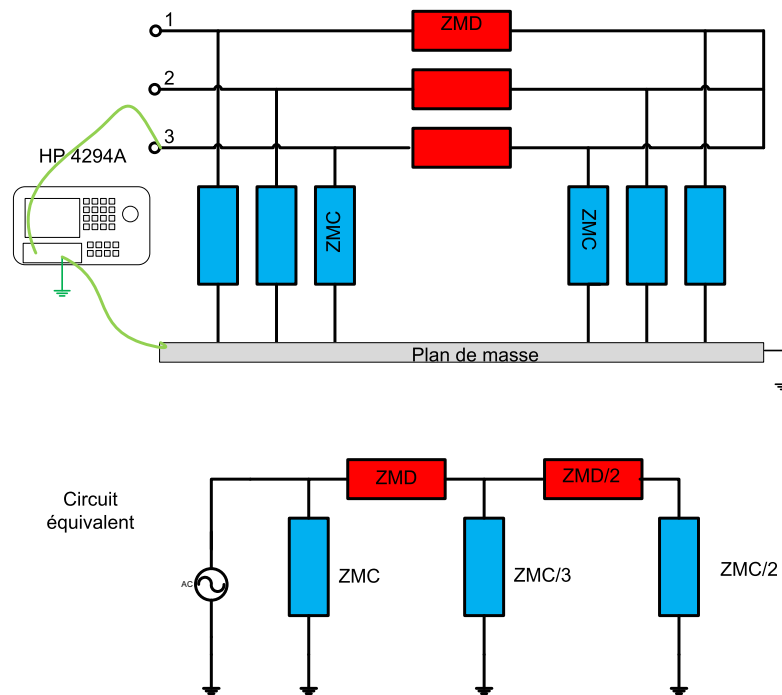 1
ZMD
2
3
HP 4294A
ZMC
ZMC
Plan de masse
ZMD
ZMD/2
Circuit
équivalent
AC
ZMC
ZMC/3
ZMC/2